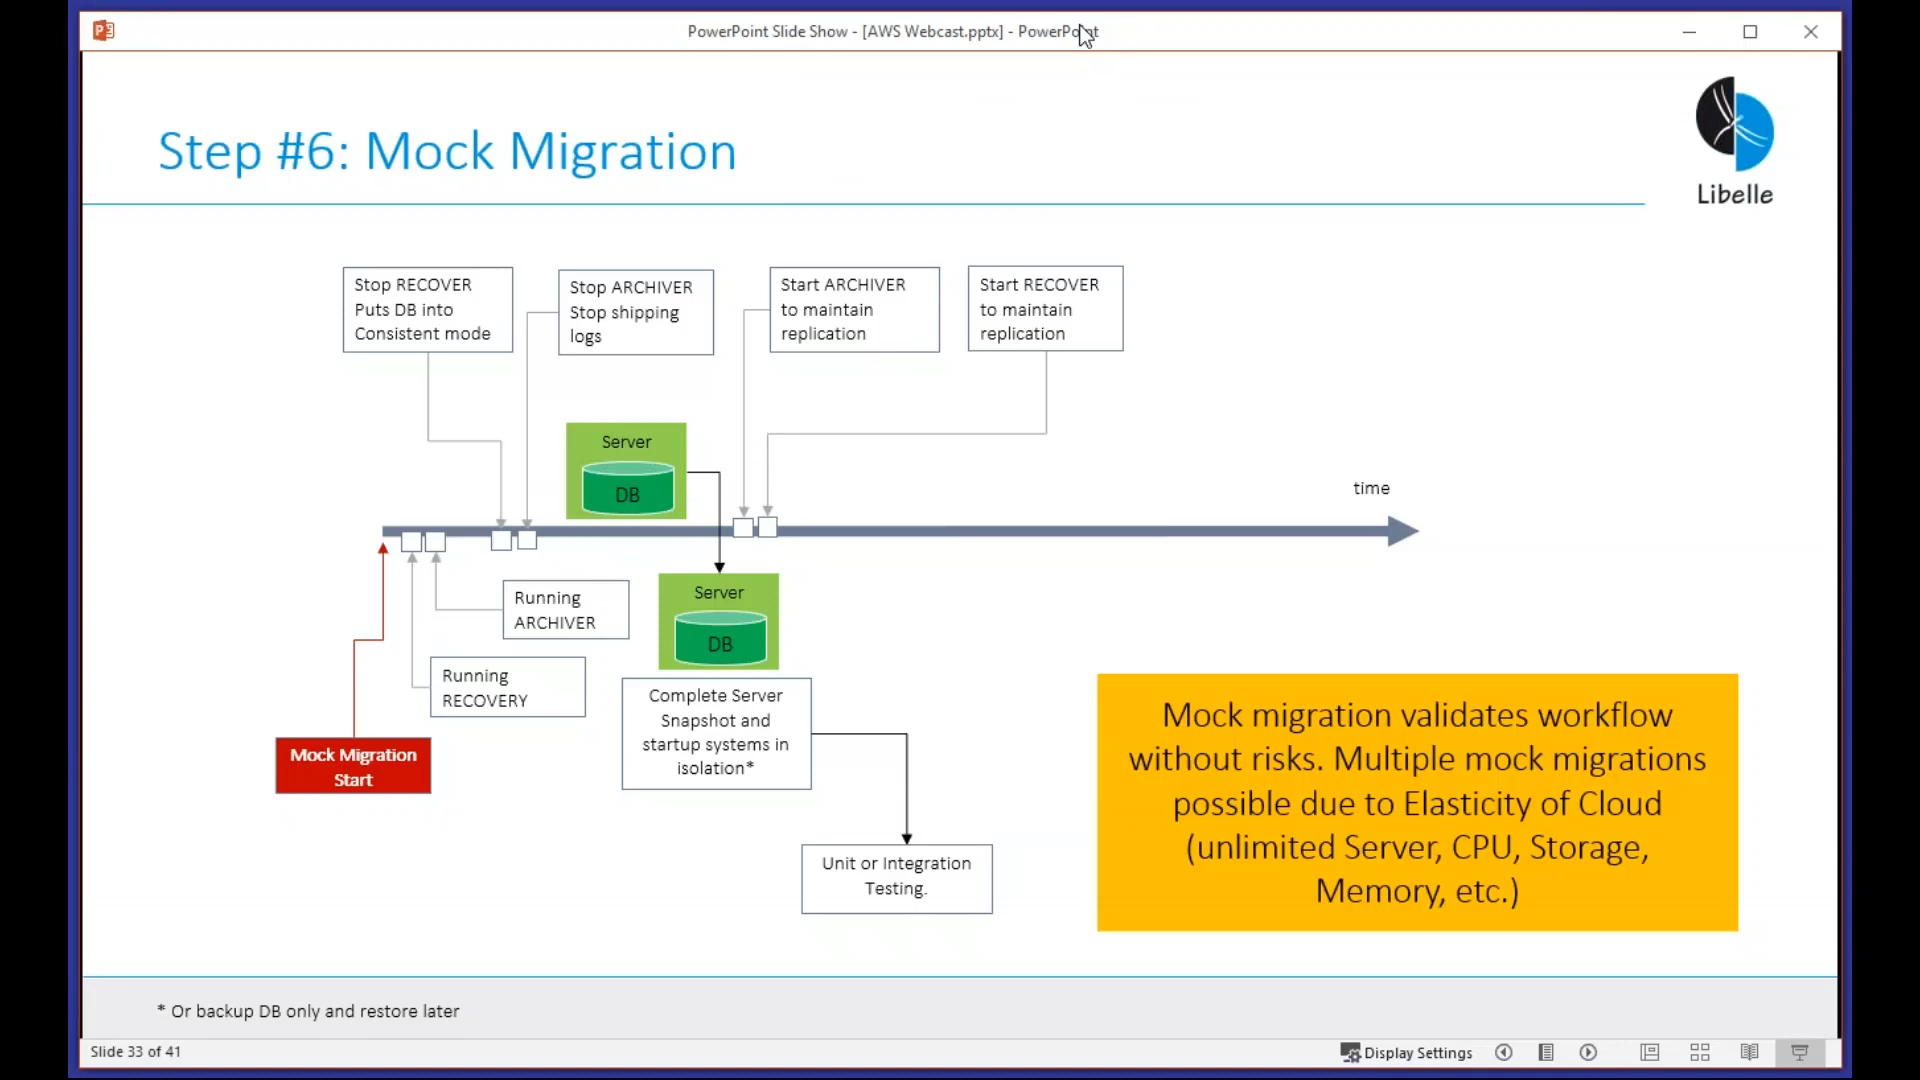 PowerPoint Slide Show - [AWS Webcast.pptx] - PowerPoint
Step #6: Mock Migration
Libelle
Stop RECOVER
Puts DB into
Consistent mode
Stop ARCHIVER
Stop shipping
logs
Start ARCHIVER
to maintain
replication
Start RECOVER
to maintain
replication
Server
DB
time
Running
ARCHIVER
Running
RECOVERY
Server
DB
Complete Server
Snapshot and
startup systems in
isolation*
Mock Migration
Start
Unit or Integration
Testing.
Mock migration validates workflow
without risks. Multiple mock migrations
possible due to Elasticity of Cloud
(unlimited Server, CPU, Storage,
Memory, etc.)
* Or backup DB only and restore later
Slide 33 of 41
Display Settings